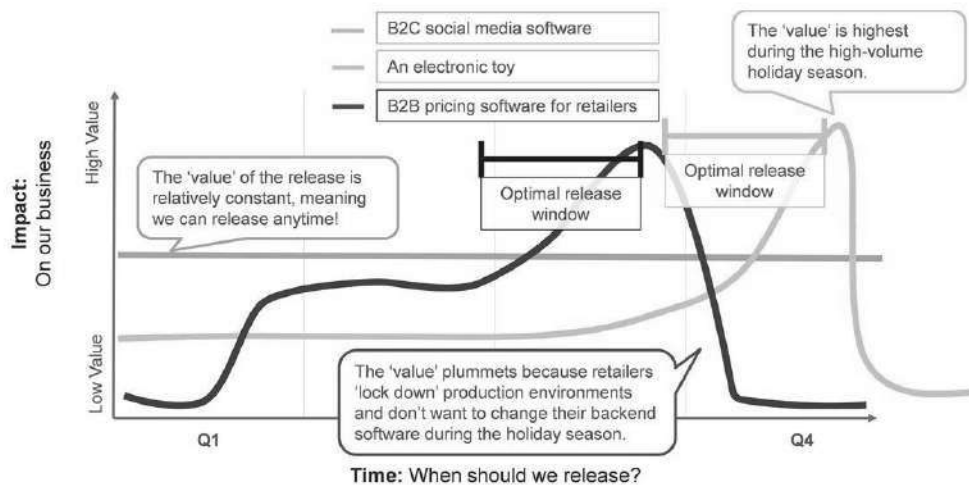 B2C social media software
An electronic toy
B2B pricing software for retailers
The ‘value’ is highest
during the high-volume
holiday season.
High Value
Impact:
On our business
Low Value
The ‘value’ of the release is
relatively constant, meaning
we can release anytime!
Optimal release
window
Optimal release
window
The ‘value’ plummets because retailers
‘lock down’ production environments
and don’t want to change their backend
software during the holiday season.
Q1
Q4
Time: When should we release?